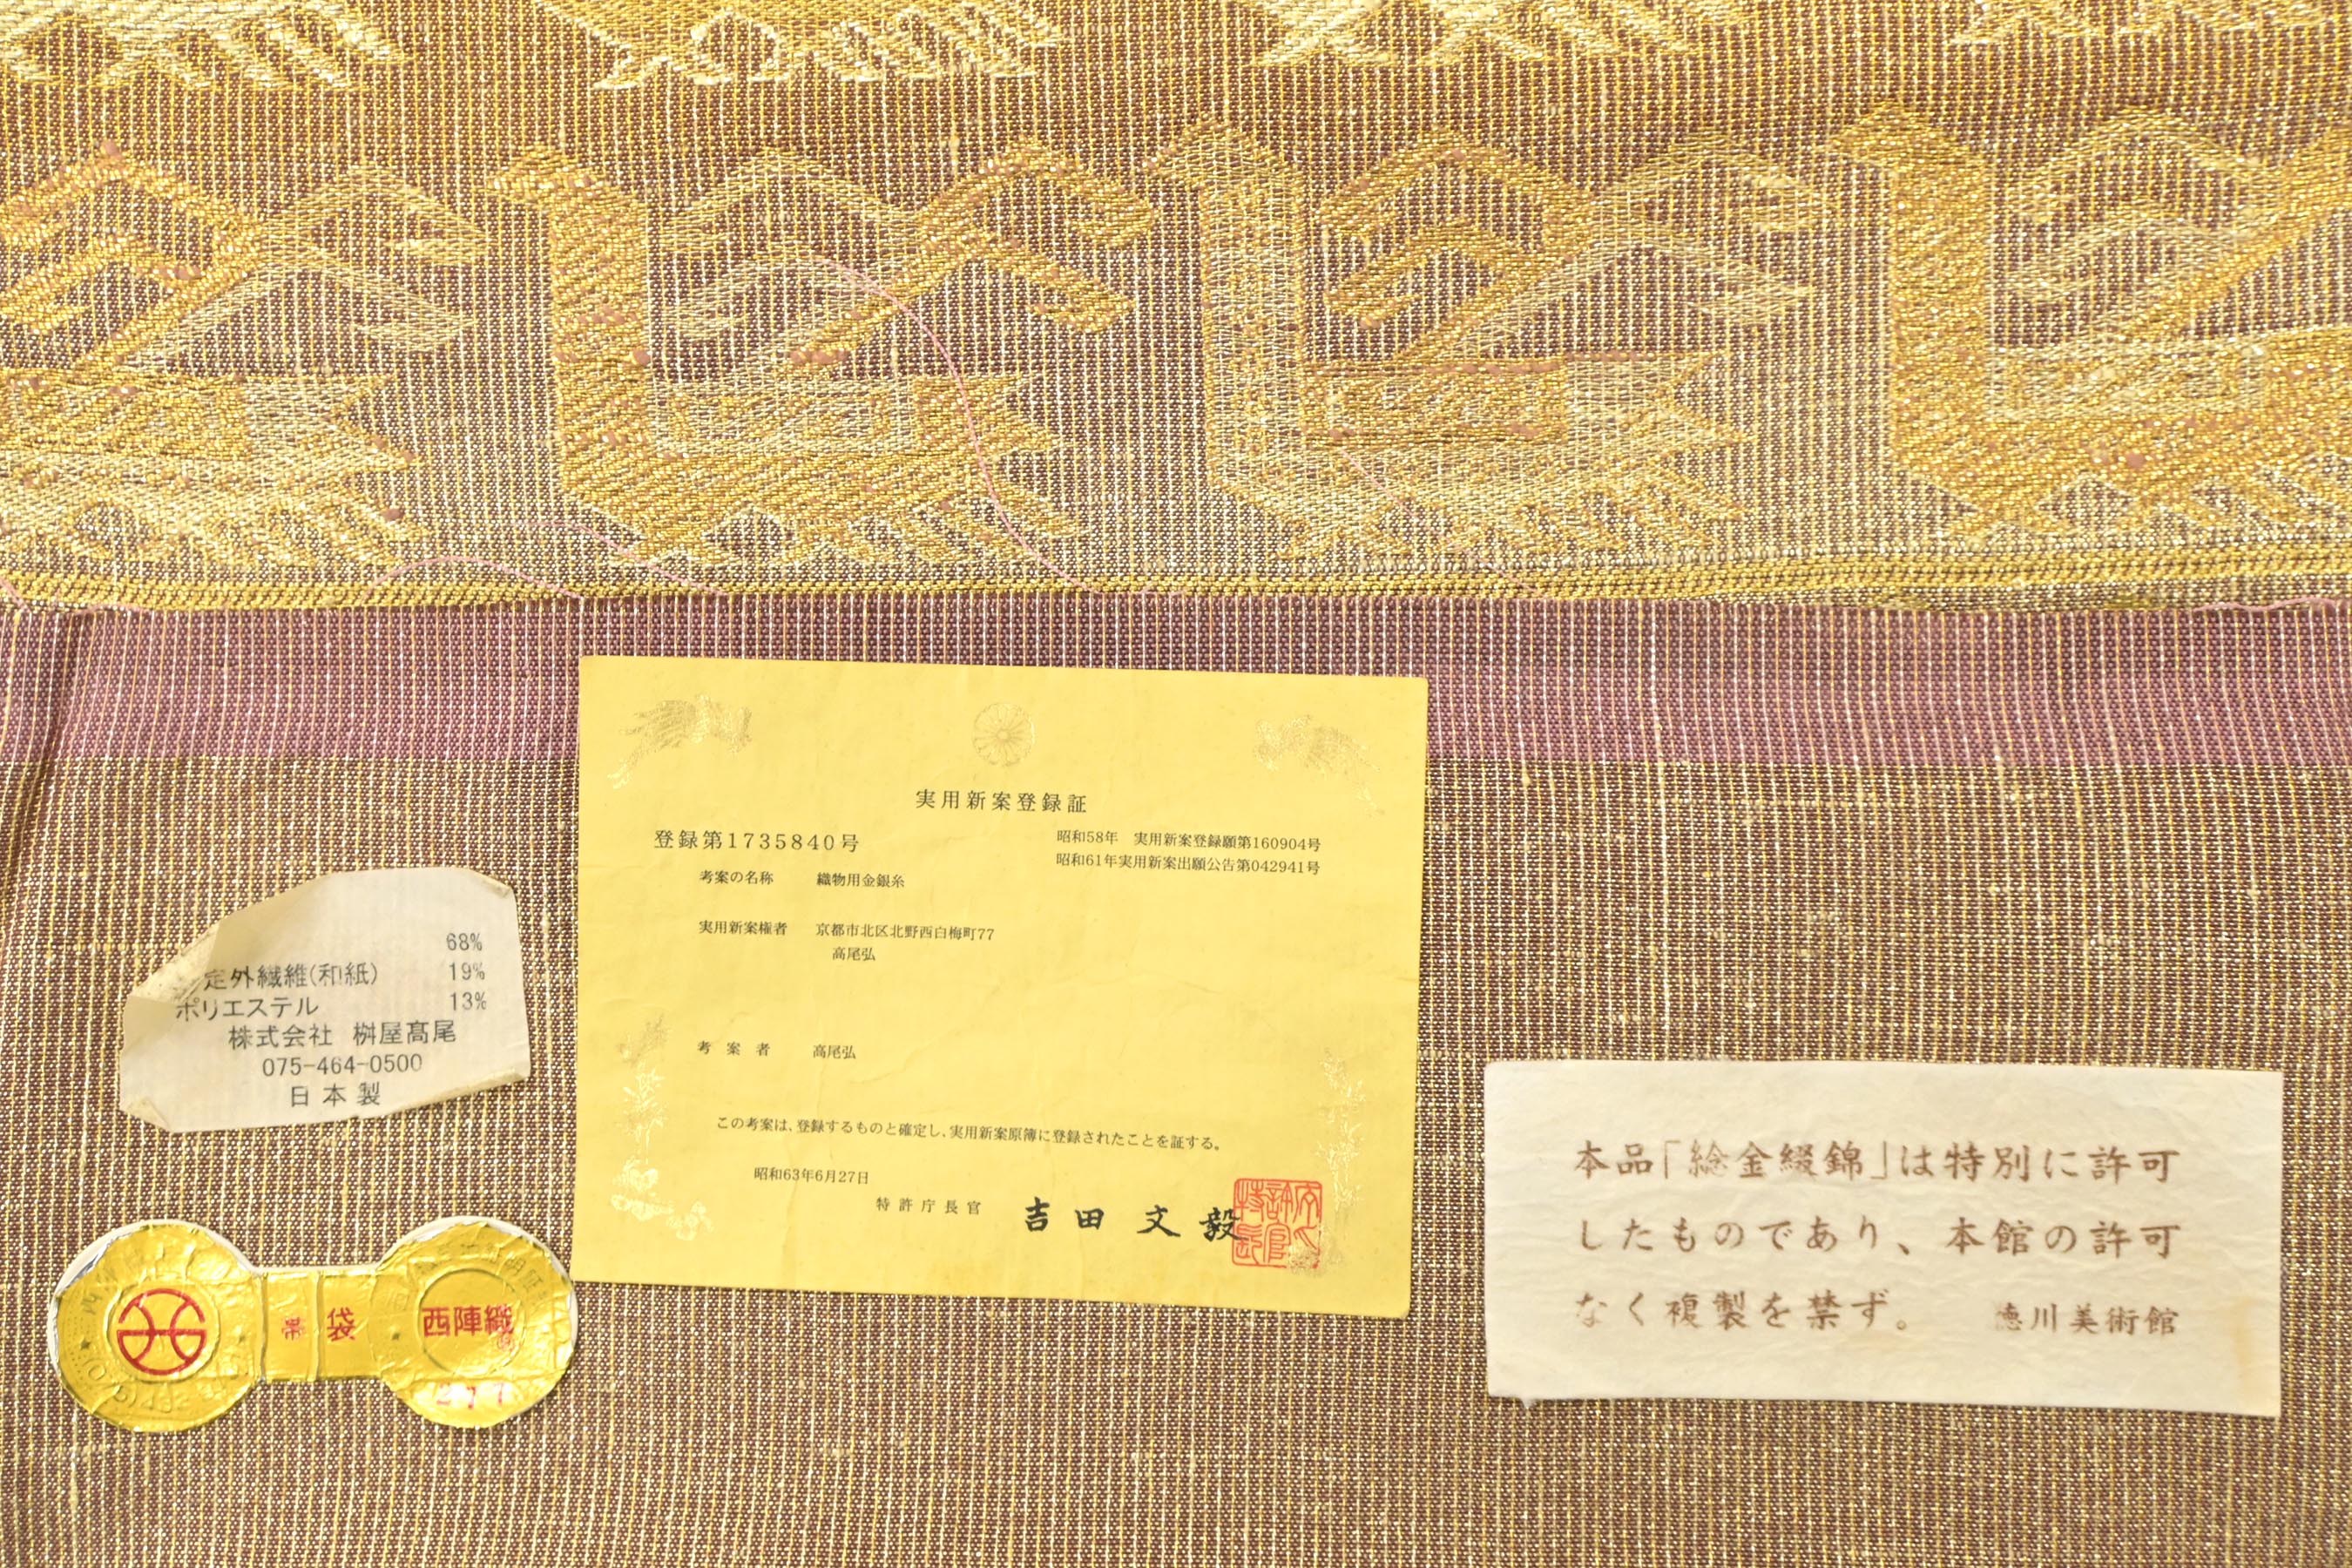 実用新案登録証
登録第1735840号
昭和58年 実用新案登録願第160904号
昭和61年実用新案出願公告第042941号
考案の名称 織物用金銀糸
実用新案権者 京都市北区北野西白梅町77
高尾弘
考案者 高尾弘
この考案は、登録するものと確定し、実用新案原簿に登録されたことを証する。
昭和63年6月27日
特許庁長官 吉田文毅
68%
定外繊維(和紙) 19%
ポリエステル 13%
株式会社 桝屋髙尾
075-464-0500
日本製
袋
帯
西陣織
277
本品「総金綴錦」は特別に許可
したものであり、本館の許可
なく複製を禁ず。 徳川美術館